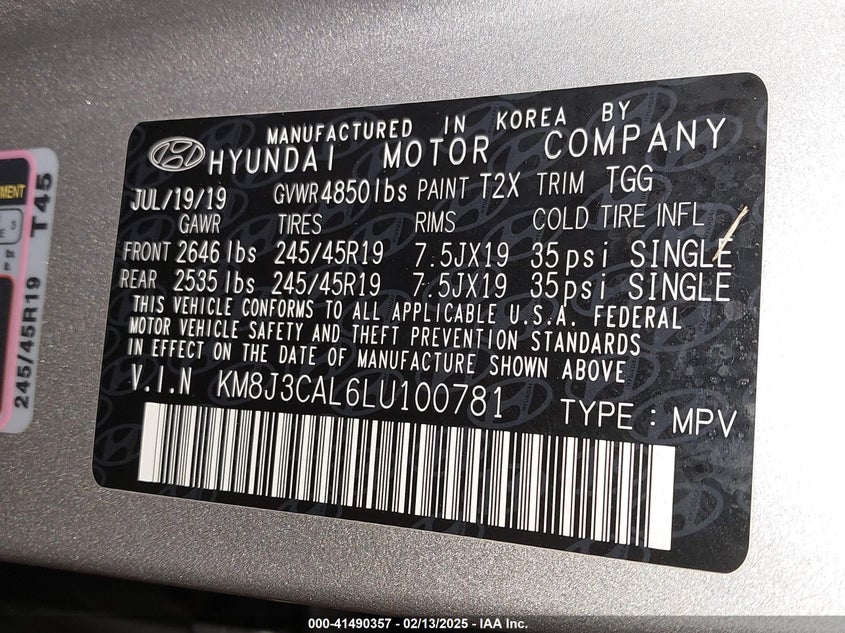 MANUFACTURED IN KOREA BY
HYUNDAI MOTOR COMPANY
JUL/19/19 GVWR 4850lbs PAINT T2X TRIM TGG
GAWR TIRES RIMS COLD TIRE INFL
FRONT 2646 lbs 245/45R19 7.5JX19 35psi SINGLE
REAR 2535 lbs 245/45R19 7.5JX19 35psi SINGLE
THIS VEHICLE CONFORMS TO ALL APPLICABLE U.S.A. FEDERAL
MOTOR VEHICLE SAFETY AND THEFT PREVENTION STANDARDS
IN EFFECT ON THE DATE OF MANUFACTURE SHOWN ABOVE
V.I.N KM8J3CAL6LU100781 TYPE : MPV
245/45R19 T45
000-41490357 - 02/13/2025 - IAA Inc.